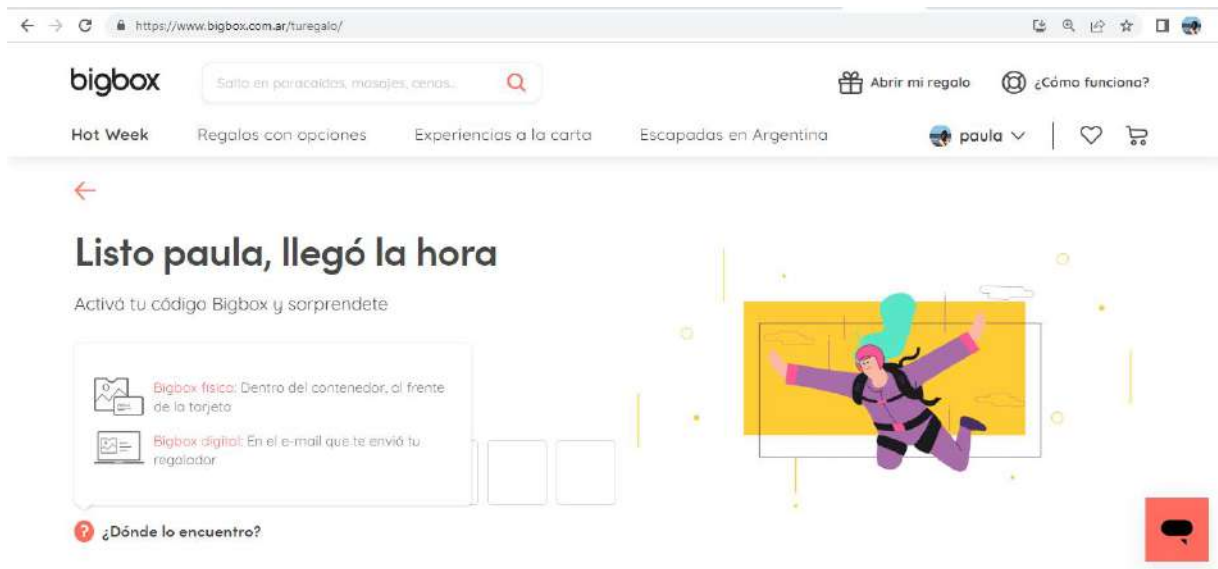 https://www.bigbox.com.ar/turegalo/
bigbox
Salto en paracaídas, masajes, cenas...
Abrir mi regalo
¿Cómo funciona?
Hot Week
Regalos con opciones
Experiencias a la carta
Escapadas en Argentina
paula
Listo paula, llegó la hora
Activá tu código Bigbox y sorprendete
Bigbox físico: Dentro del contenedor, al frente
de la tarjeta
Bigbox digital: En el e-mail que te envió tu
regalador
? ¿Dónde lo encuentro?